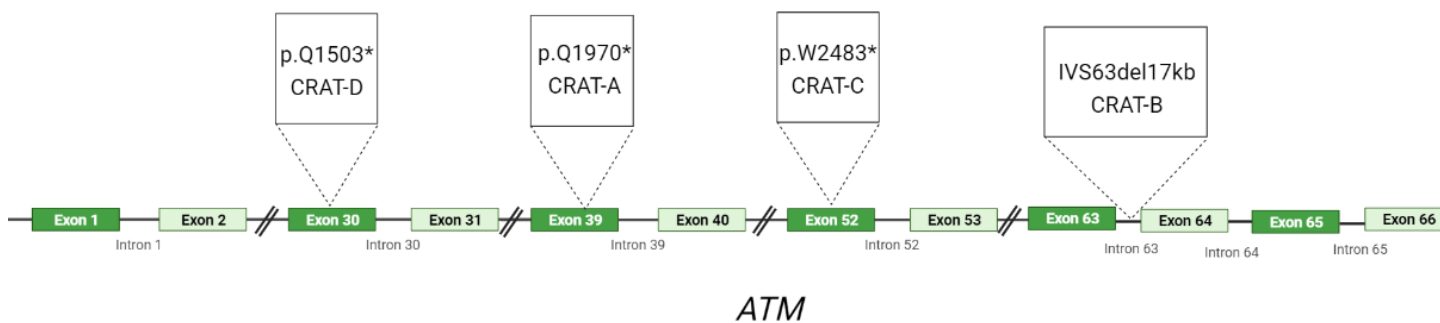 p.Q1503*
CRAT-D
p.Q1970*
CRAT-A
p.W2483*
CRAT-C
IVS63del17kb
CRAT-B
Exon 1 Exon 2 Exon 30 Exon 31 Exon 39 Exon 40 Exon 52 Exon 53 Exon 63 Exon 64 Exon 65 Exon 66
Intron 1 Intron 30 Intron 39 Intron 52 Intron 63 Intron 64 Intron 65
ATM